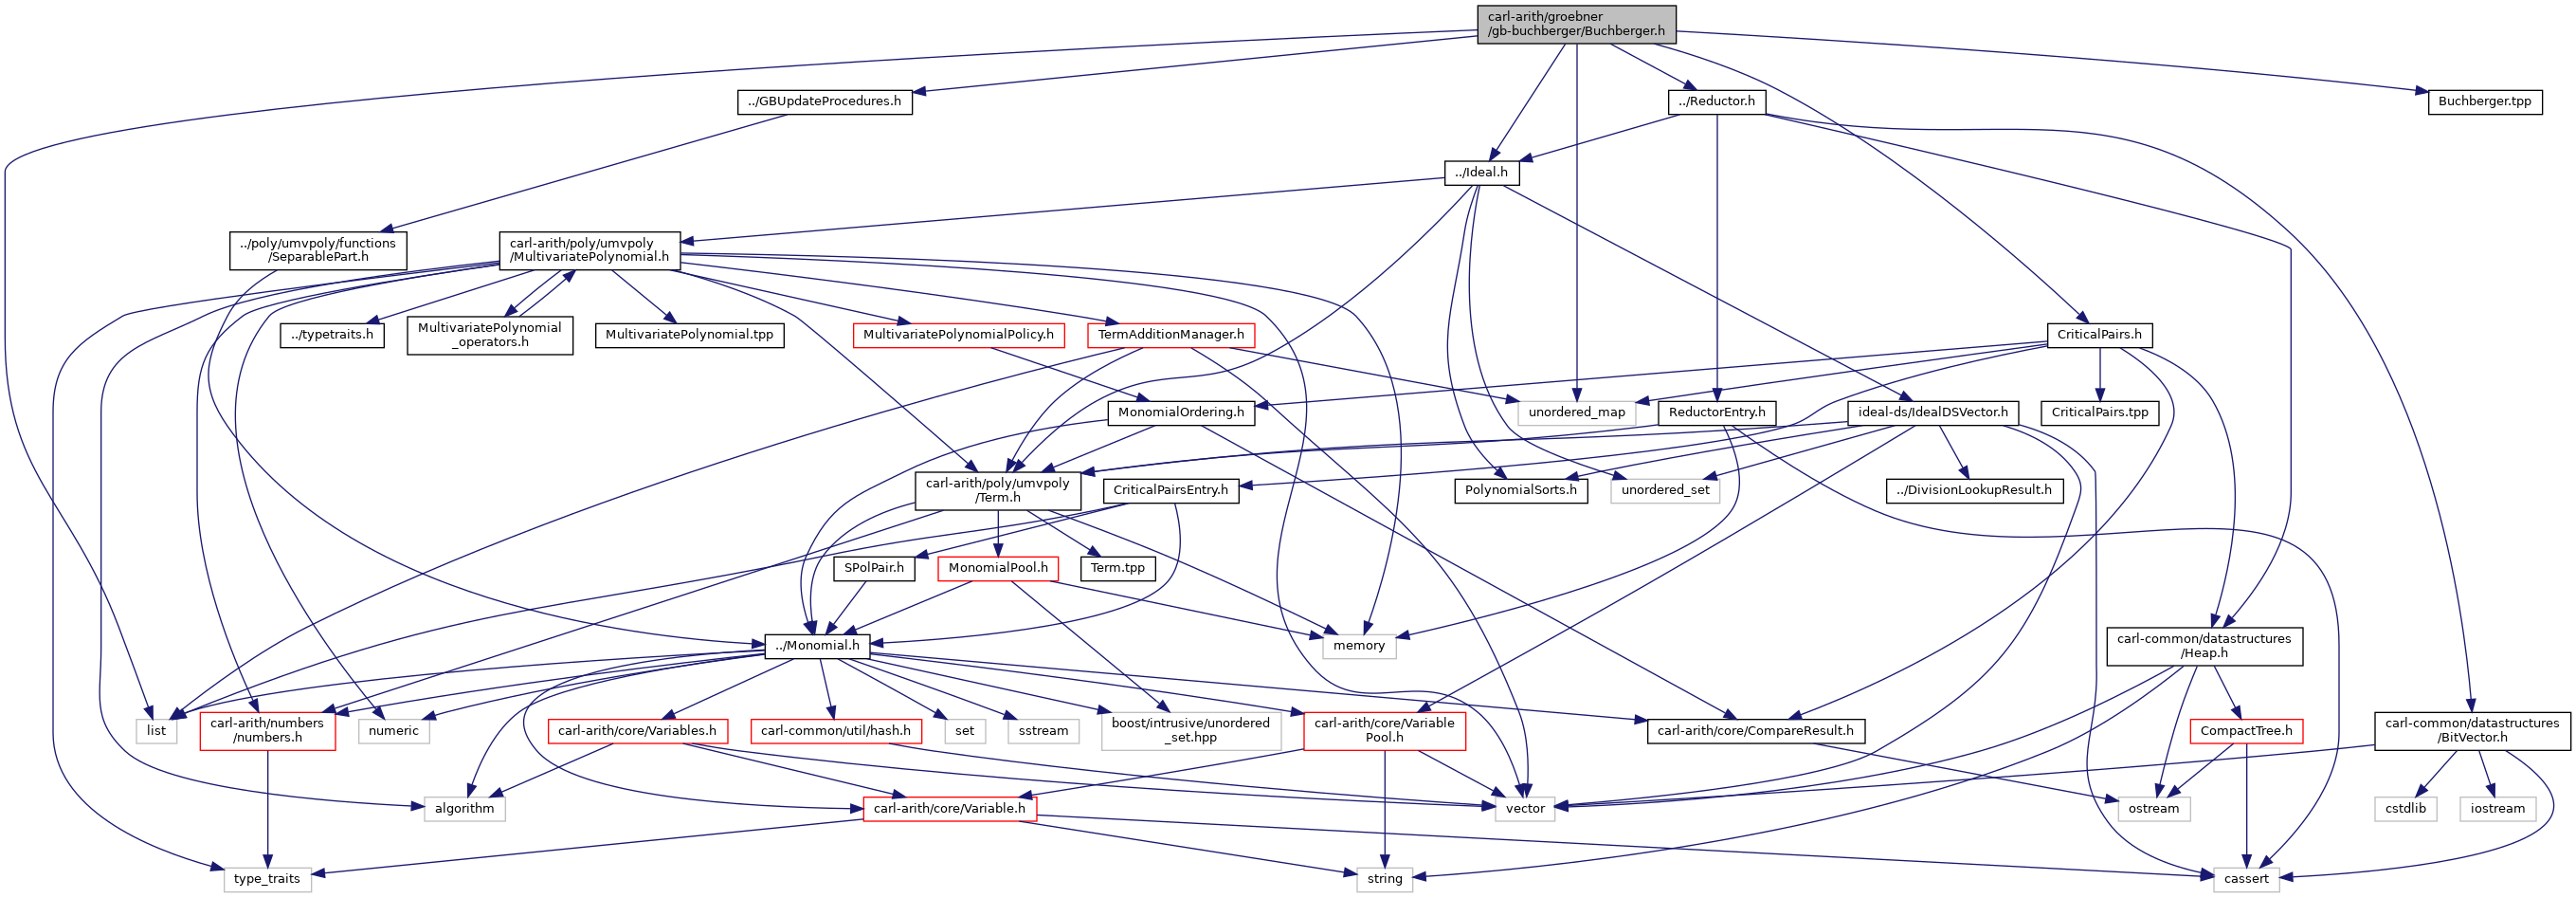 carl-arith/groebner
/gb-buchberger/Buchberger.h
../GBUpdateProcedures.h
../Reductor.h
Buchberger.tpp
../Ideal.h
../poly/umvpoly/functions
/SeparablePart.h
carl-arith/poly/umvpoly
/MultivariatePolynomial.h
../typetraits.h
MultivariatePolynomial
_operators.h
MultivariatePolynomial.tpp
MultivariatePolynomialPolicy.h
TermAdditionManager.h
CriticalPairs.h
MonomialOrdering.h
unordered_map
ReductorEntry.h
ideal-ds/IdealDSVector.h
CriticalPairs.tpp
carl-arith/poly/umvpoly
/Term.h
CriticalPairsEntry.h
PolynomialSorts.h
unordered_set
../DivisionLookupResult.h
SPolPair.h
MonomialPool.h
Term.tpp
../Monomial.h
memory
carl-common/datastructures
/Heap.h
list
carl-arith/numbers
/numbers.h
numeric
carl-arith/core/Variables.h
carl-common/util/hash.h
set
sstream
boost/intrusive/unordered
_set.hpp
carl-arith/core/Variable
Pool.h
carl-arith/core/CompareResult.h
CompactTree.h
carl-common/datastructures
/BitVector.h
algorithm
carl-arith/core/Variable.h
vector
ostream
cstdlib
iostream
type_traits
string
cassert